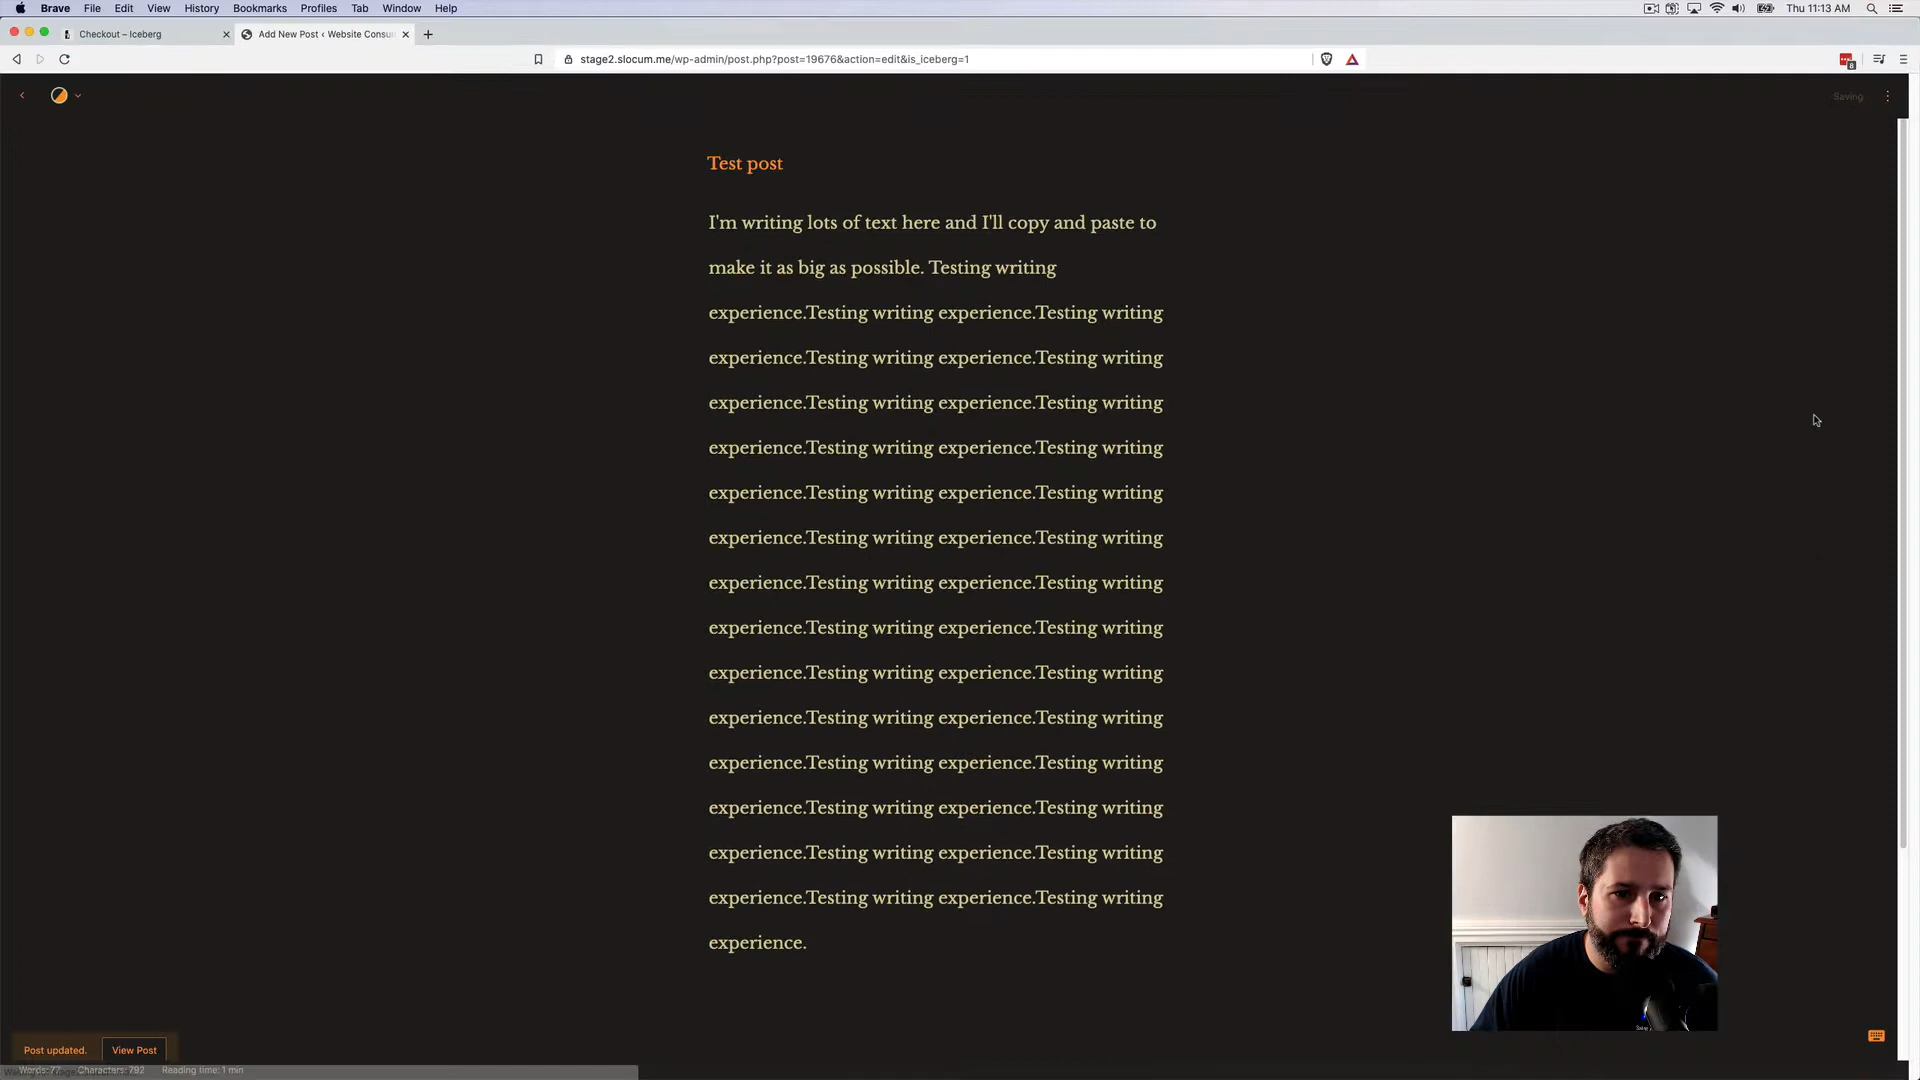 Brave File Edit View History Bookmarks Profiles Tab Window Help Thu 11:13 AM
Checkout – Iceberg Add New Post ‹ Website Consu
stage2.slocum.me/wp-admin/post.php?post=19676&action=edit&is_iceberg=1 8
Saving
Test post
I'm writing lots of text here and I'll copy and paste to
make it as big as possible. Testing writing
experience.Testing writing experience.Testing writing
experience.Testing writing experience.Testing writing
experience.Testing writing experience.Testing writing
experience.Testing writing experience.Testing writing
experience.Testing writing experience.Testing writing
experience.Testing writing experience.Testing writing
experience.Testing writing experience.Testing writing
experience.Testing writing experience.Testing writing
experience.Testing writing experience.Testing writing
experience.Testing writing experience.Testing writing
experience.Testing writing experience.Testing writing
experience.Testing writing experience.Testing writing
experience.Testing writing experience.Testing writing
experience.Testing writing experience.Testing writing
experience.
Post updated. View Post
Words: 77 Characters: 792 Reading time: 1 min